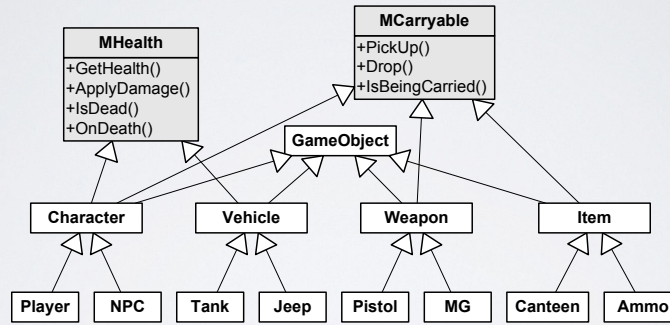 MHealth
+GetHealth()
+ApplyDamage()
+IsDead()
+OnDeath()
MCarryable
+PickUp()
+Drop()
+IsBeingCarried()
GameObject
Character
Vehicle
Weapon
Item
Player
NPC
Tank
Jeep
Pistol
MG
Canteen
Ammo